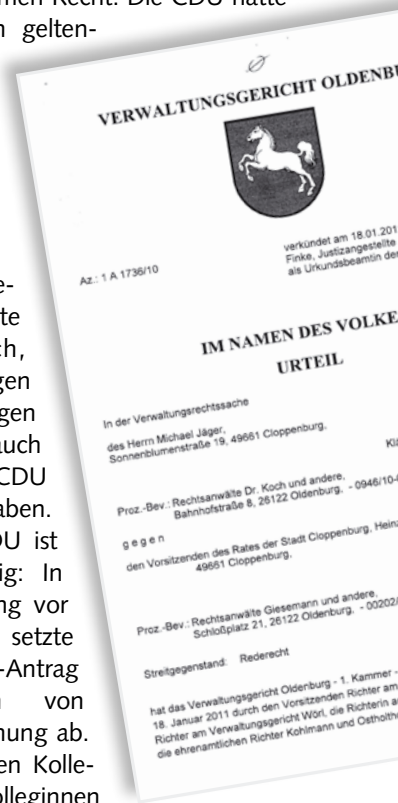 men Recht. Die CDU hatte
n gelten-
e-
te
ch,
gen
gen
auch
CDU
aben.
DU ist
ig: In
ng vor
setzte
-Antrag
von
nung ab.
en Kolle-
olleginnen
VERWALTUNGSGERICHT OLDENB
Az.: 1 A 1736/10
verkündet am 18.01.201
Finke, Justizangestellte
als Urkundsbeamtin der
IM NAMEN DES VOLKE
URTEIL
In der Verwaltungsrechtssache
des Herrn Michael Jäger,
Sonnenblumenstraße 19, 49661 Cloppenburg,
Klä
Proz.-Bev.: Rechtsanwälte Dr. Koch und andere,
Bahnhofstraße 8, 26122 Oldenburg, - 0946/10-
g e g e n
den Vorsitzenden des Rates der Stadt Cloppenburg, Heinz
49661 Cloppenburg,
Proz.-Bev.: Rechtsanwälte Giesemann und andere,
Schloßplatz 21, 26122 Oldenburg, - 00202/
Streitgegenstand: Rederecht
hat das Verwaltungsgericht Oldenburg - 1. Kammer -
18. Januar 2011 durch den Vorsitzenden Richter am
Richter am Verwaltungsgericht Wörl, die Richterin a
die ehrenamtlichen Richter Kohlmann und Ostholth